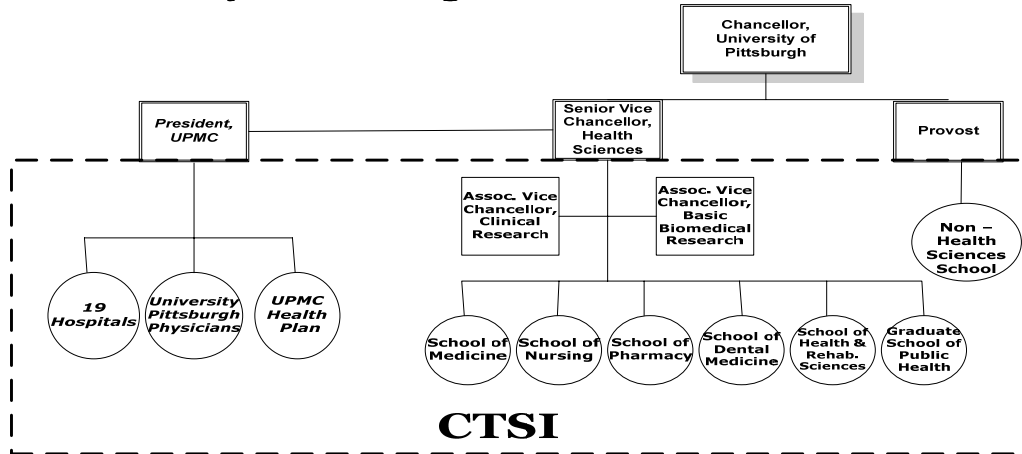 Chancellor,
University of
Pittsburgh
President,
UPMC
Senior Vice
Chancellor,
Health
Sciences
Provost
Assoc. Vice
Chancellor,
Clinical
Research
Assoc. Vice
Chancellor,
Basic
Biomedical
Research
Non –
Health
Sciences
School
19
Hospitals
University
Pittsburgh
Physicians
UPMC
Health
Plan
School of
Medicine
School of
Nursing
School of
Pharmacy
School of
Dental
Medicine
School of
Health &
Rehab.
Sciences
Graduate
School of
Public
Health
CTSI